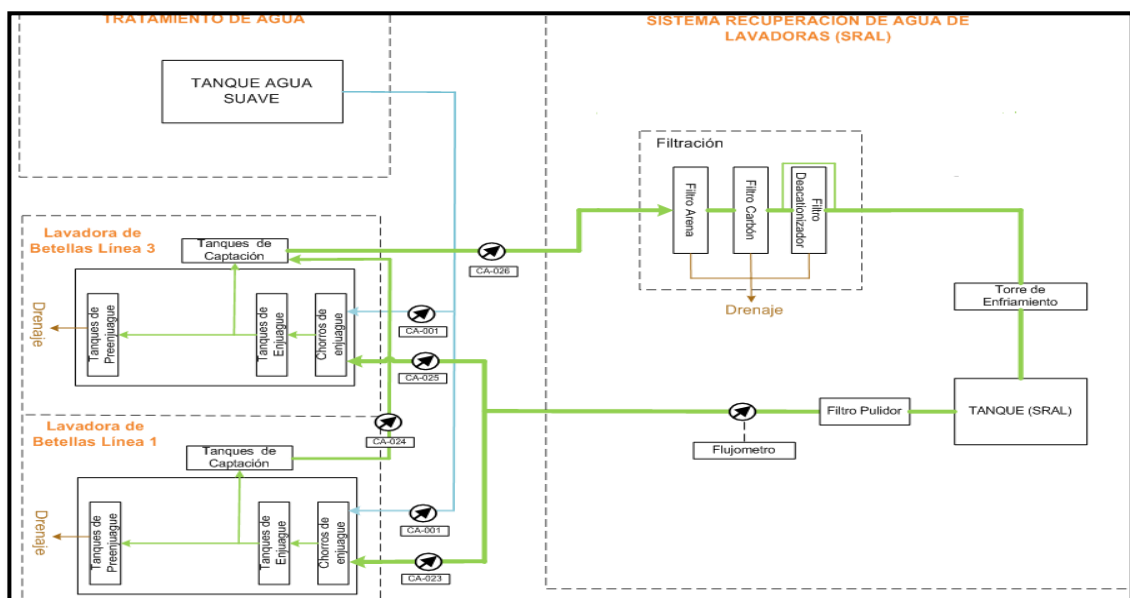 TRATAMIENTO DE AGUA
TANQUE AGUA
SUAVE
SISTEMA RECUPERACIÓN DE AGUA DE
LAVADORAS (SRAL)
Filtración
Filtro Arena
Filtro Carbón
Filtro
Deacationizador
Drenaje
Torre de
Enfriamiento
TANQUE (SRAL)
Filtro Pulidor
Flujometro
Lavadora de
Betellas Línea 3
Tanques de
Captación
CA-026
Drenaje
Tanques de
Preenjuague
Tanques de
Enjuague
Chorros de
enjuague
CA-001
CA-025
CA-024
Lavadora de
Betellas Línea 1
Tanques de
Captación
Drenaje
Tanques de
Preenjuague
Tanques de
Enjuague
Chorros de
enjuague
CA-001
CA-023